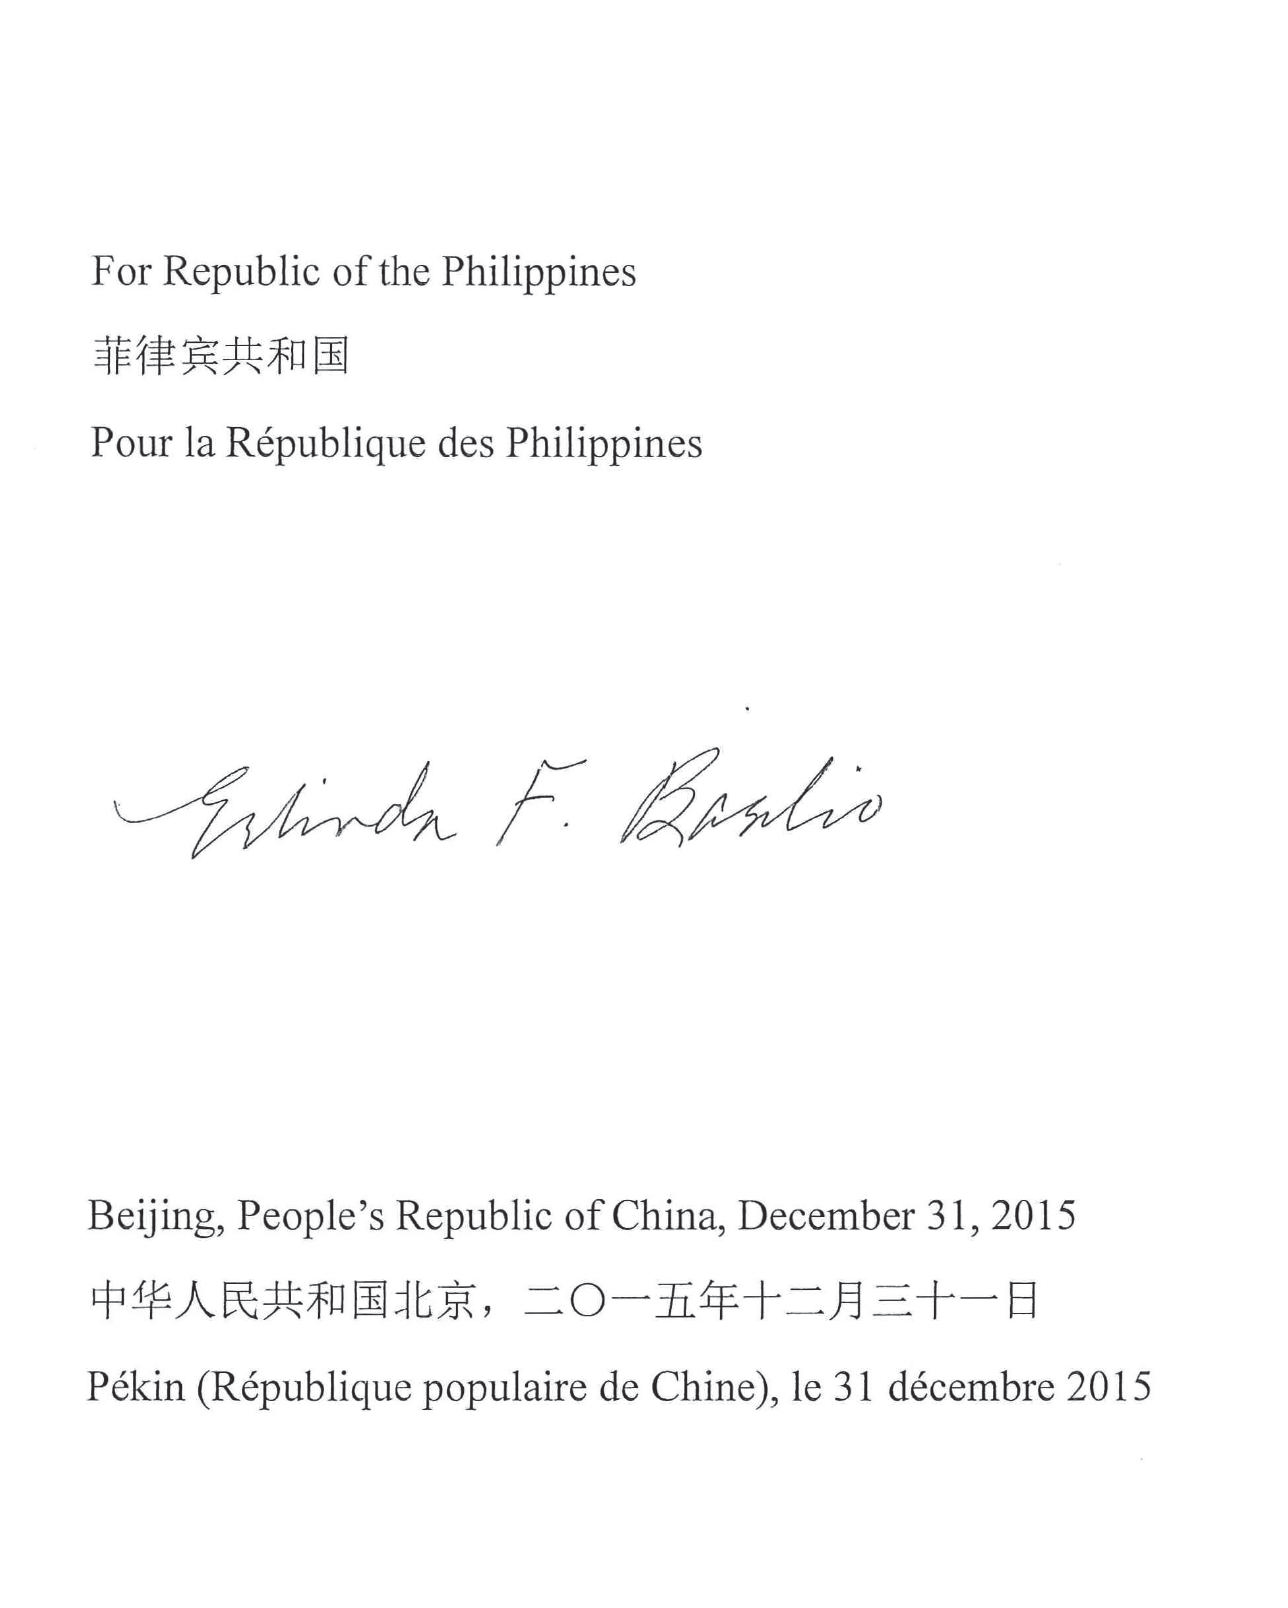 For Republic of the Philippines
菲律宾共和国
Pour la République des Philippines
Erlinda F. Basilio
Beijing, People’s Republic of China, December 31, 2015
中华人民共和国北京，二〇一五年十二月三十一日
Pékin (République populaire de Chine), le 31 décembre 2015